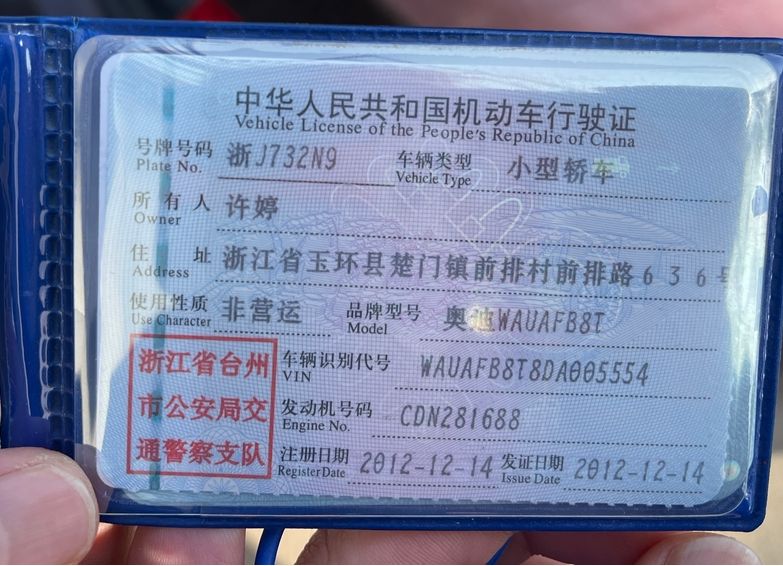 中华人民共和国机动车行驶证
Vehicle License of the People's Republic of China
号牌号码 浙J732N9 车辆类型 小型轿车
Plate No. Vehicle Type
所有人 许婷
Owner
住址 浙江省玉环县楚门镇前排村前排路636号
Address
使用性质 非营运 品牌型号 奥迪WAUAFB8T
Use Character Model
浙江省台州
市公安局交
通警察支队
车辆识别代号 WAUAFB8T8DA005554
VIN
发动机号码 CDN281688
Engine No.
注册日期 2012-12-14 发证日期 2012-12-14
Register Date Issue Date